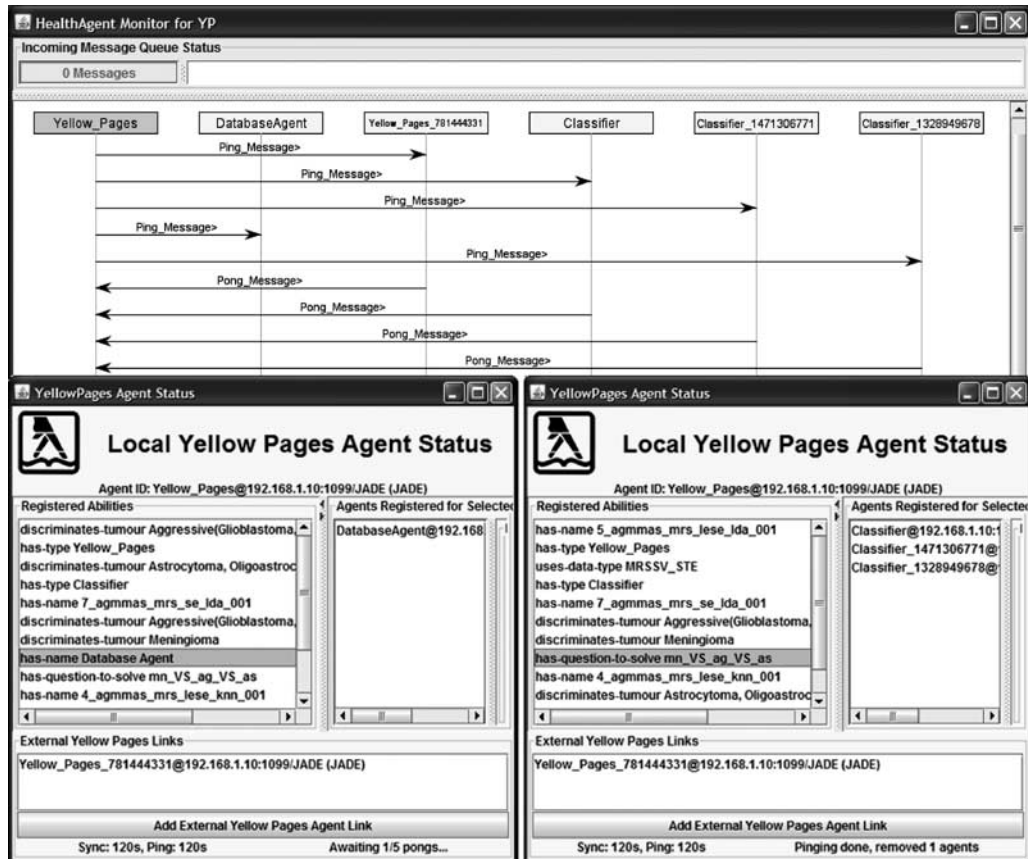 HealthAgent Monitor for YP
Incoming Message Queue Status
0 Messages
Yellow_Pages
DatabaseAgent
Yellow_Pages_781444331
Classifier
Classifier_1471306771
Classifier_1328949678
Ping_Message>
Ping_Message>
Ping_Message>
Ping_Message>
Ping_Message>
Pong_Message>
Pong_Message>
Pong_Message>
Pong_Message>
YellowPages Agent Status
Local Yellow Pages Agent Status
Agent ID: Yellow_Pages@192.168.1.10:1099/JADE (JADE)
Registered Abilities
discriminates-tumour Aggressive(Glioblastoma,
has-type Yellow_Pages
discriminates-tumour Astrocytoma, Oligoastroc
has-type Classifier
has-name 7_agmmas_mrs_se_lda_001
discriminates-tumour Aggressive(Glioblastoma,
discriminates-tumour Meningioma
has-name Database Agent
has-question-to-solve mn_VS_ag_VS_as
has-name 4_agmmas_mrs_lese_knn_001
Agents Registered for Selected
DatabaseAgent@192.168
External Yellow Pages Links
Yellow_Pages_781444331@192.168.1.10:1099/JADE (JADE)
Add External Yellow Pages Agent Link
Sync: 120s, Ping: 120s
Awaiting 1/5 pongs...
YellowPages Agent Status
Local Yellow Pages Agent Status
Agent ID: Yellow_Pages@192.168.1.10:1099/JADE (JADE)
Registered Abilities
has-name 5_agmmas_mrs_lese_lda_001
has-type Yellow_Pages
uses-data-type MRSSV_STE
has-type Classifier
has-name 7_agmmas_mrs_se_lda_001
discriminates-tumour Aggressive(Glioblastoma,
discriminates-tumour Meningioma
has-question-to-solve mn_VS_ag_VS_as
has-name 4_agmmas_mrs_lese_knn_001
discriminates-tumour Astrocytoma, Oligoastroc
Agents Registered for Selected
Classifier@192.168.1.10:1
Classifier_1471306771@
Classifier_1328949678@
External Yellow Pages Links
Yellow_Pages_781444331@192.168.1.10:1099/JADE (JADE)
Add External Yellow Pages Agent Link
Sync: 120s, Ping: 120s
Pinging done, removed 1 agents